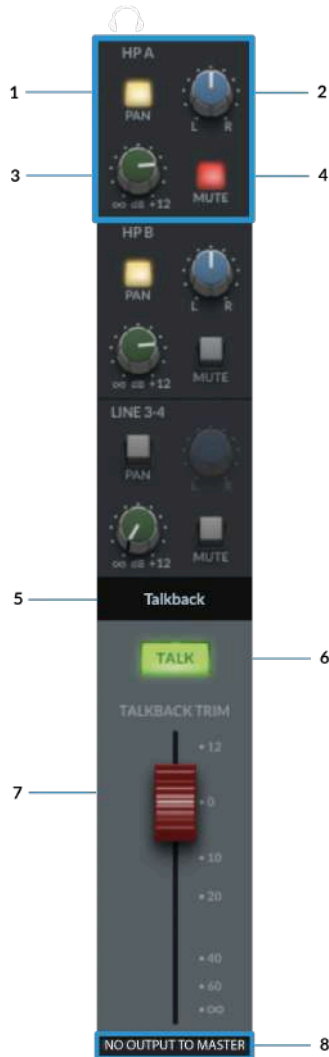 HP A
1
2
PAN
L R
3
4
∞ dB +12
MUTE
HP B
PAN
L R
∞ dB +12
MUTE
LINE 3-4
PAN
L R
∞ dB +12
MUTE
5
Talkback
6
TALK
TALKBACK TRIM
12
7
0
10
20
40
60
∞
NO OUTPUT TO MASTER
8